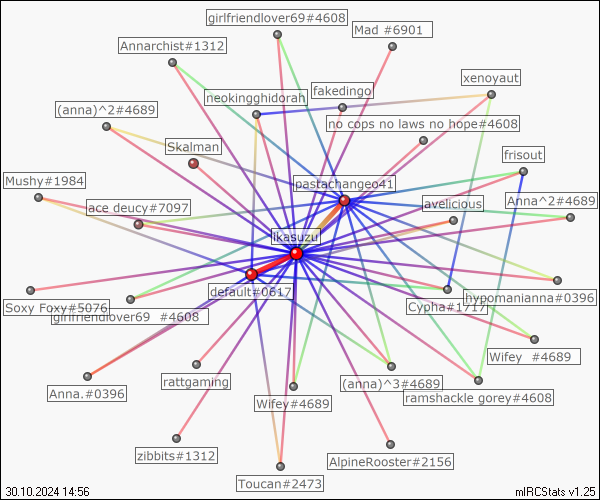 girlfriendlover69#4608
Mad #6901
Annarchist#1312
xenoyaut
fakedingo
neokingghidorah
(anna)^2#4689
no cops no laws no hope#4608
Skalman
frisout
Mushy#1984
pastachangeo41
Anna^2#4689
avelicious
ace_deucy#7097
ikasuzu
default#0617
hypomanianna#0396
Soxy Foxy#5076
Cypha#1717
girlfriendlover69 #4608
Wifey #4689
rattgaming
(anna)^3#4689
Anna.#0396
ramshackle gorey#4608
Wifey#4689
zibbits#1312
AlpineRooster#2156
Toucan#2473
30.10.2024 14:56
mIRCStats v1.25